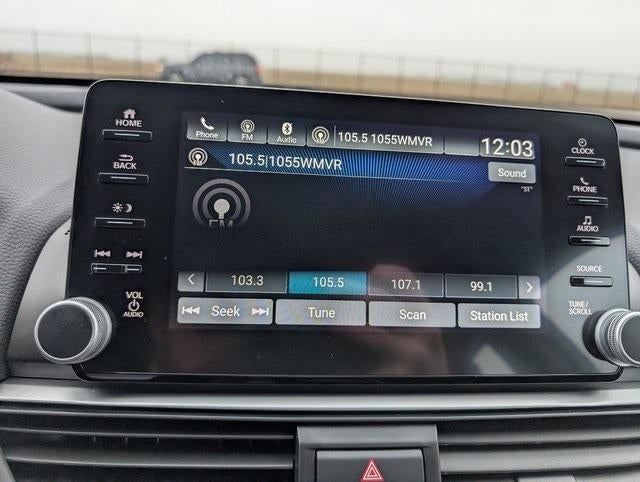 HOME
BACK
VOL
AUDIO
Phone FM Audio 105.5 1055WMVR 12:03
105.5|1055WMVR Sound
"ST"
FM
103.3 105.5 107.1 99.1
Seek Tune Scan Station List
CLOCK
PHONE
AUDIO
SOURCE
TUNE/
SCROLL